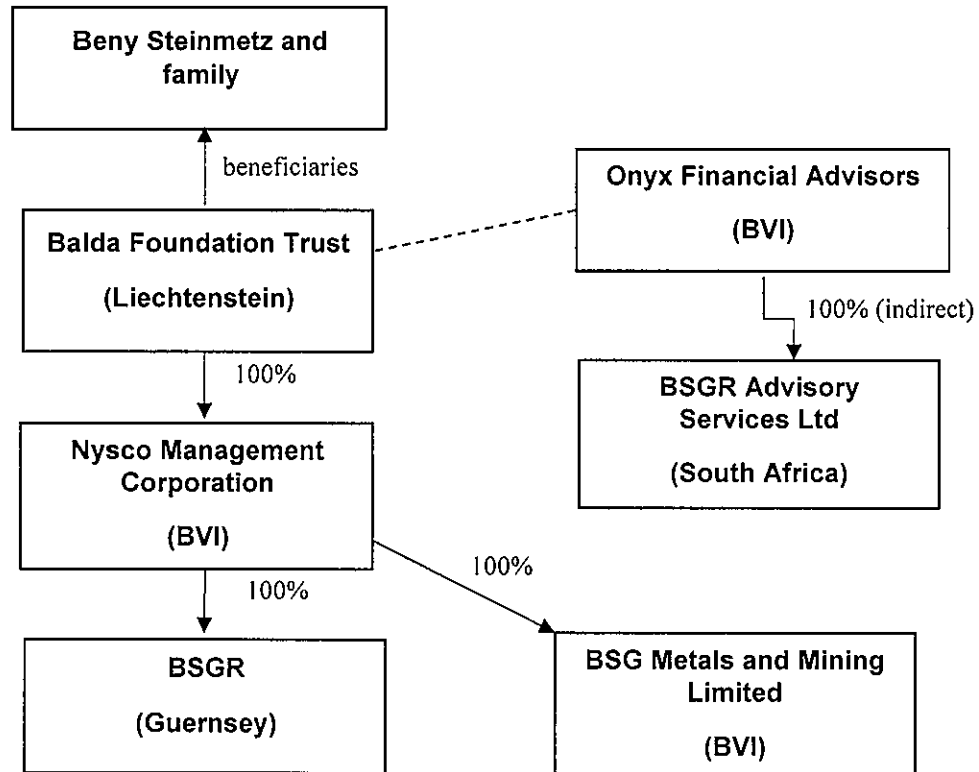 Beny Steinmetz and
family
beneficiaries
Onyx Financial Advisors
(BVI)
Balda Foundation Trust
(Liechtenstein)
100% (indirect)
100%
BSGR Advisory
Services Ltd
(South Africa)
Nysco Management
Corporation
(BVI)
100%
100%
BSGR
(Guernsey)
BSG Metals and Mining
Limited
(BVI)